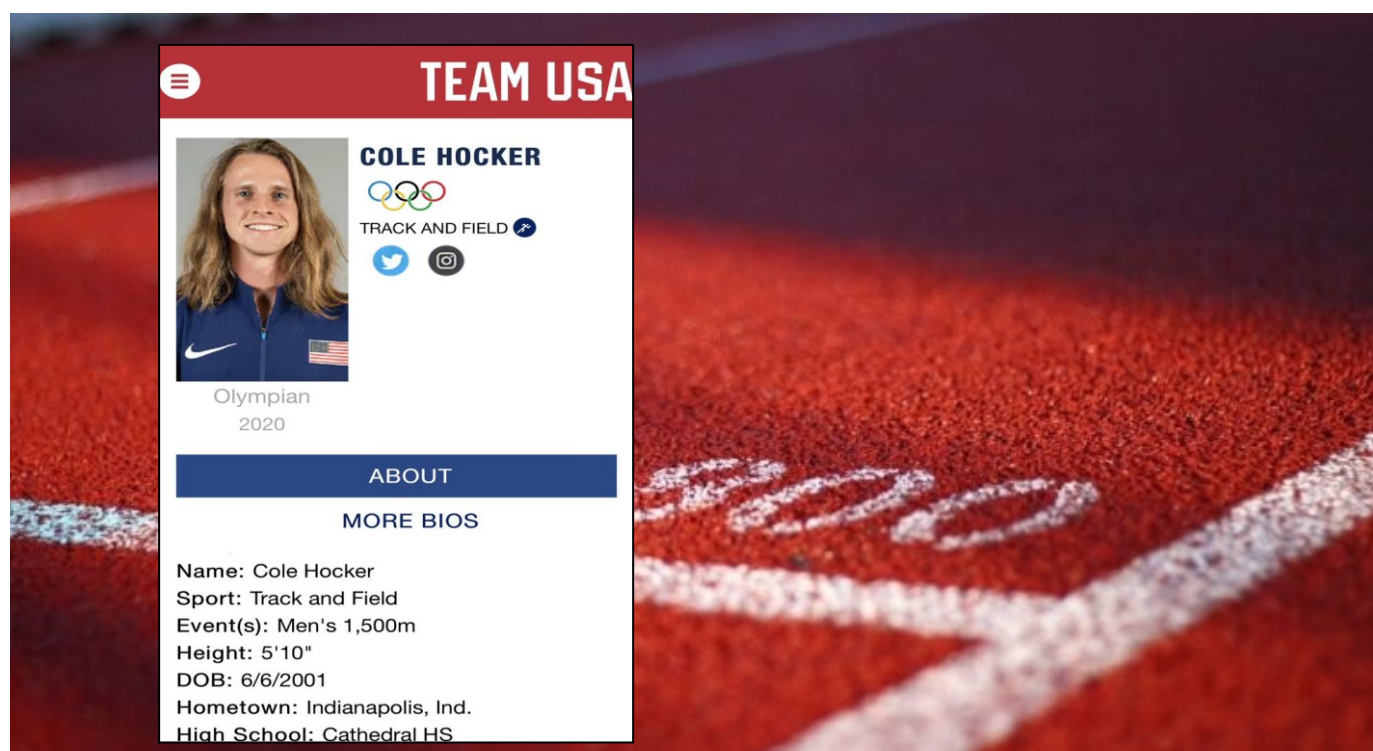 TEAM USA
COLE HOCKER
TRACK AND FIELD
Olympian
2020
ABOUT
MORE BIOS
Name: Cole Hocker
Sport: Track and Field
Event(s): Men's 1,500m
Height: 5'10"
DOB: 6/6/2001
Hometown: Indianapolis, Ind.
High School: Cathedral HS